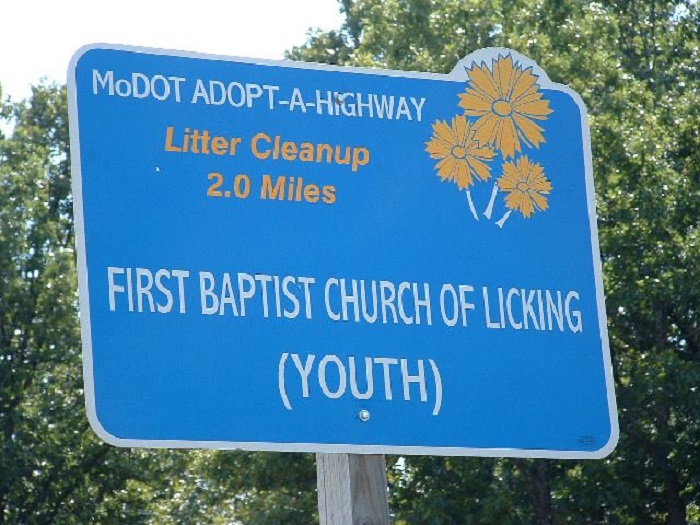 MoDOT ADOPT-A-HIGHWAY
Litter Cleanup
2.0 Miles
FIRST BAPTIST CHURCH OF LICKING
(YOUTH)